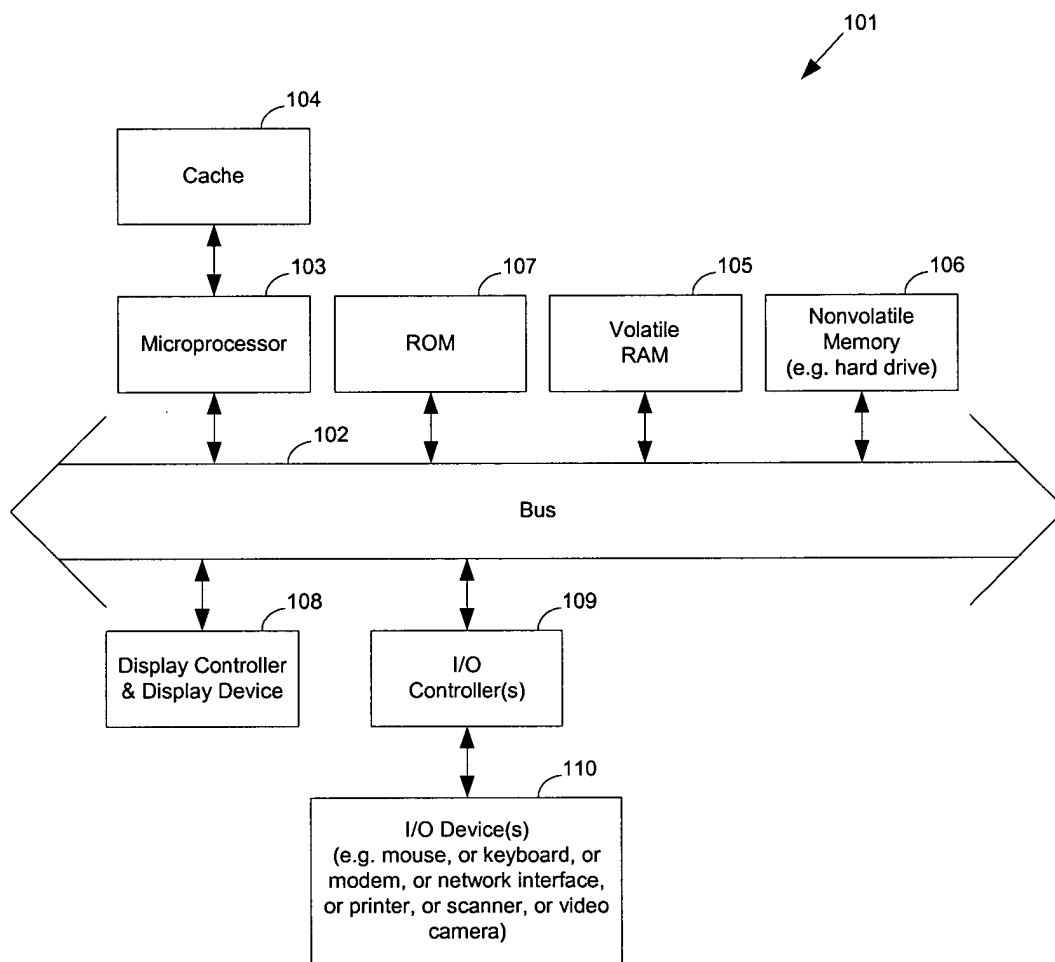 101
104
Cache
103
Microprocessor
107
ROM
105
Volatile
RAM
106
Nonvolatile
Memory
(e.g. hard drive)
102
Bus
108
Display Controller
& Display Device
109
I/O
Controller(s)
110
I/O Device(s)
(e.g. mouse, or keyboard, or
modem, or network interface,
or printer, or scanner, or video
camera)